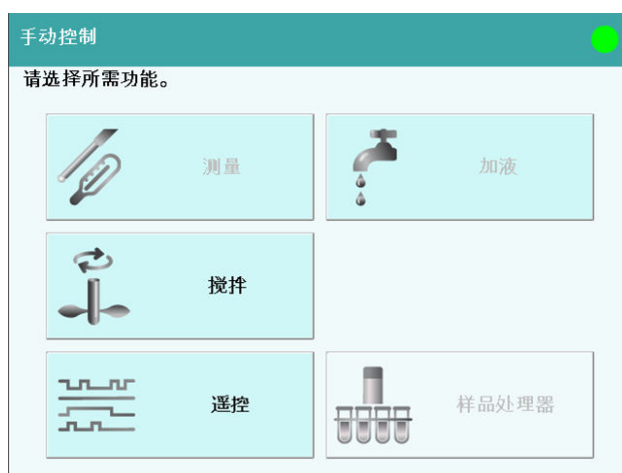 手动控制
请选择所需功能。
测量
加液
搅拌
遥控
样品处理器